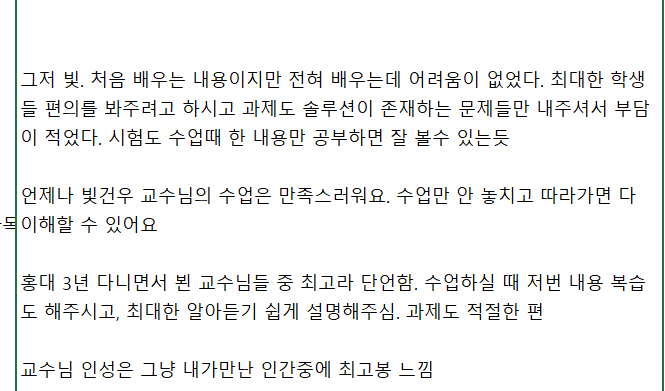 그저 빛. 처음 배우는 내용이지만 전혀 배우는데 어려움이 없었다. 최대한 학생
들 편의를 봐주려고 하시고 과제도 솔루션이 존재하는 문제들만 내주셔서 부담
이 적었다. 시험도 수업때 한 내용만 공부하면 잘 볼수 있는듯
언제나 빛건우 교수님의 수업은 만족스러워요. 수업만 안 놓치고 따라가면 다
이해할 수 있어요
홍대 3년 다니면서 뵌 교수님들 중 최고라 단언함. 수업하실 때 저번 내용 복습
도 해주시고, 최대한 알아듣기 쉽게 설명해주심. 과제도 적절한 편
교수님 인성은 그냥 내가만난 인간중에 최고봉 느낌